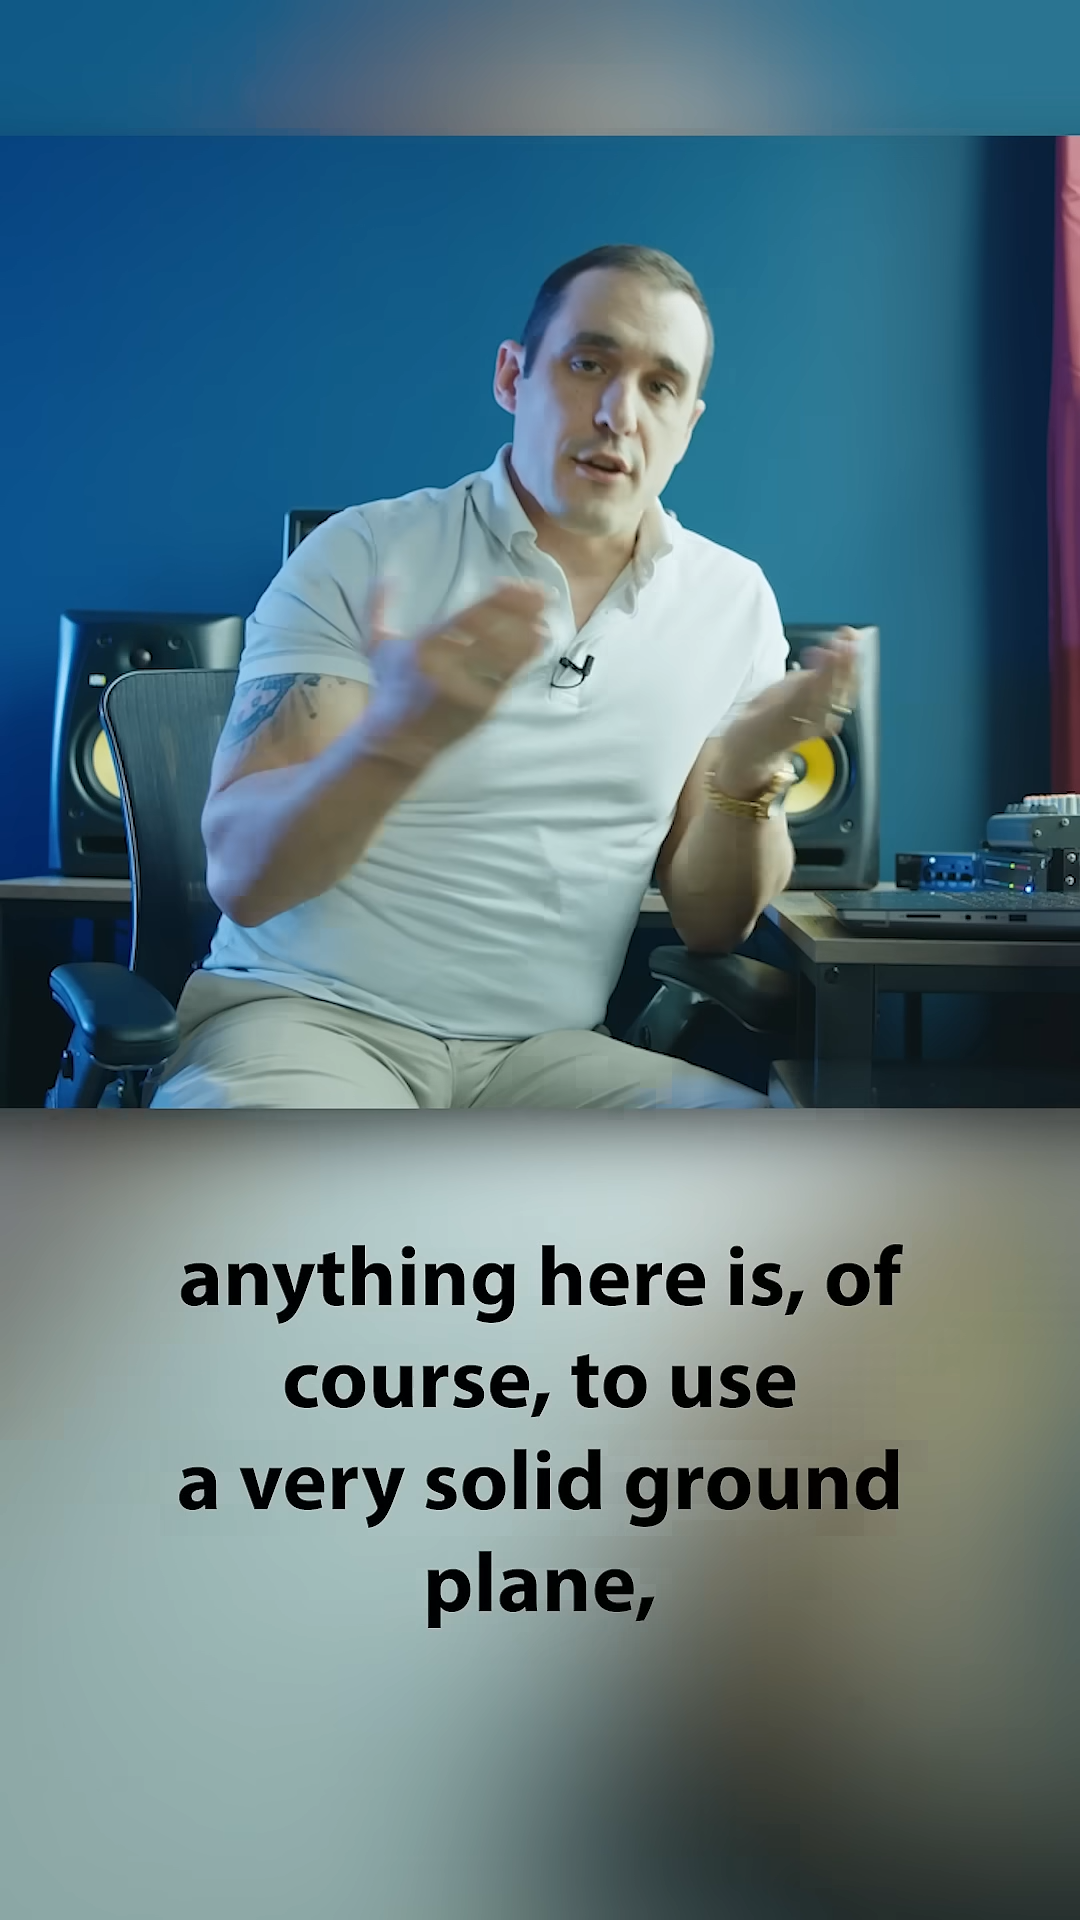 anything here is, of
course, to use
a very solid ground
plane,